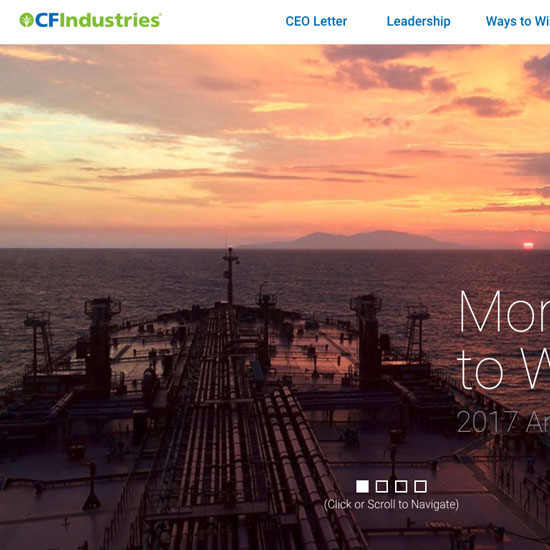 CFIndustries
CEO Letter Leadership Ways to Wi
Mor
to W
2017 An
(Click or Scroll to Navigate)